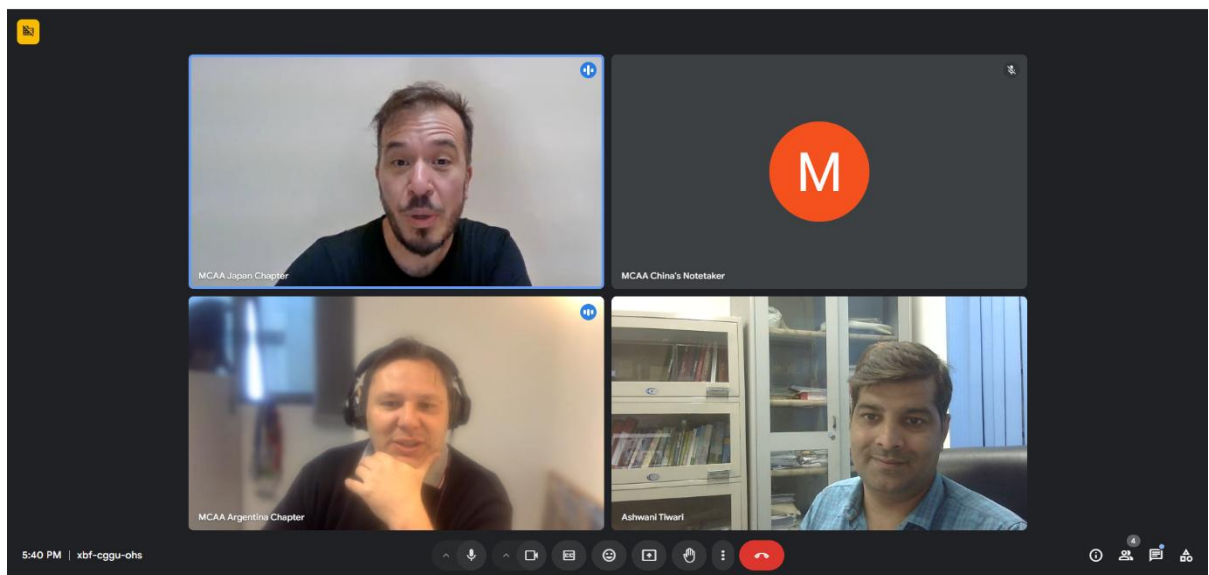 MCAA Japan Chapter
M
MCAA China's Notetaker
MCAA Argentina Chapter
Ashwani Tiwari
5:40 PM | xbf-cggu-ohs
4